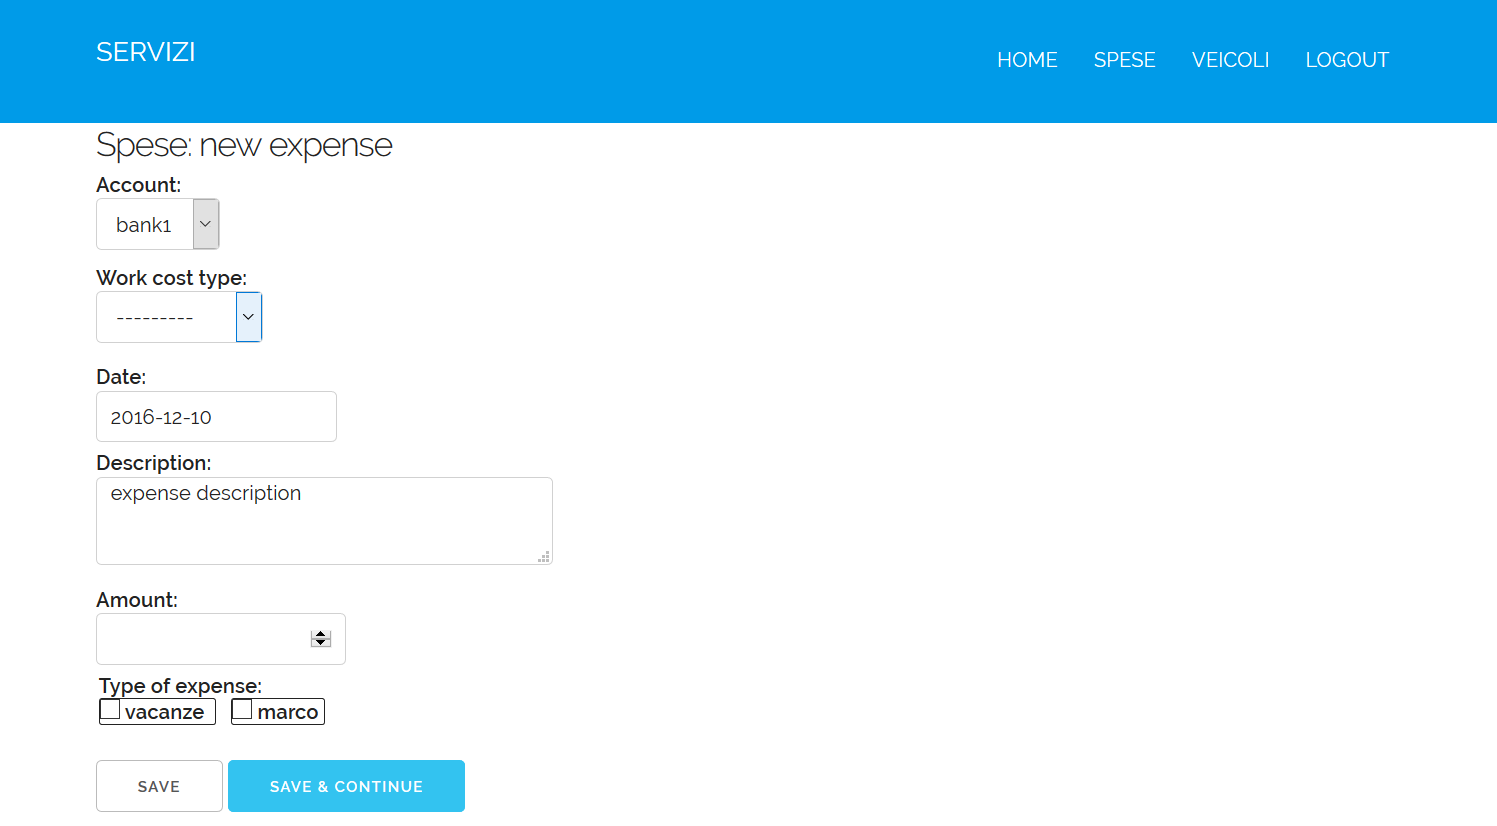 SERVIZI
HOME SPESE VEICOLI LOGOUT
Spese: new expense
Account:
bank1
Work cost type:
---------
Date:
2016-12-10
Description:
expense description
Amount:
Type of expense:
vacanze marco
SAVE SAVE & CONTINUE